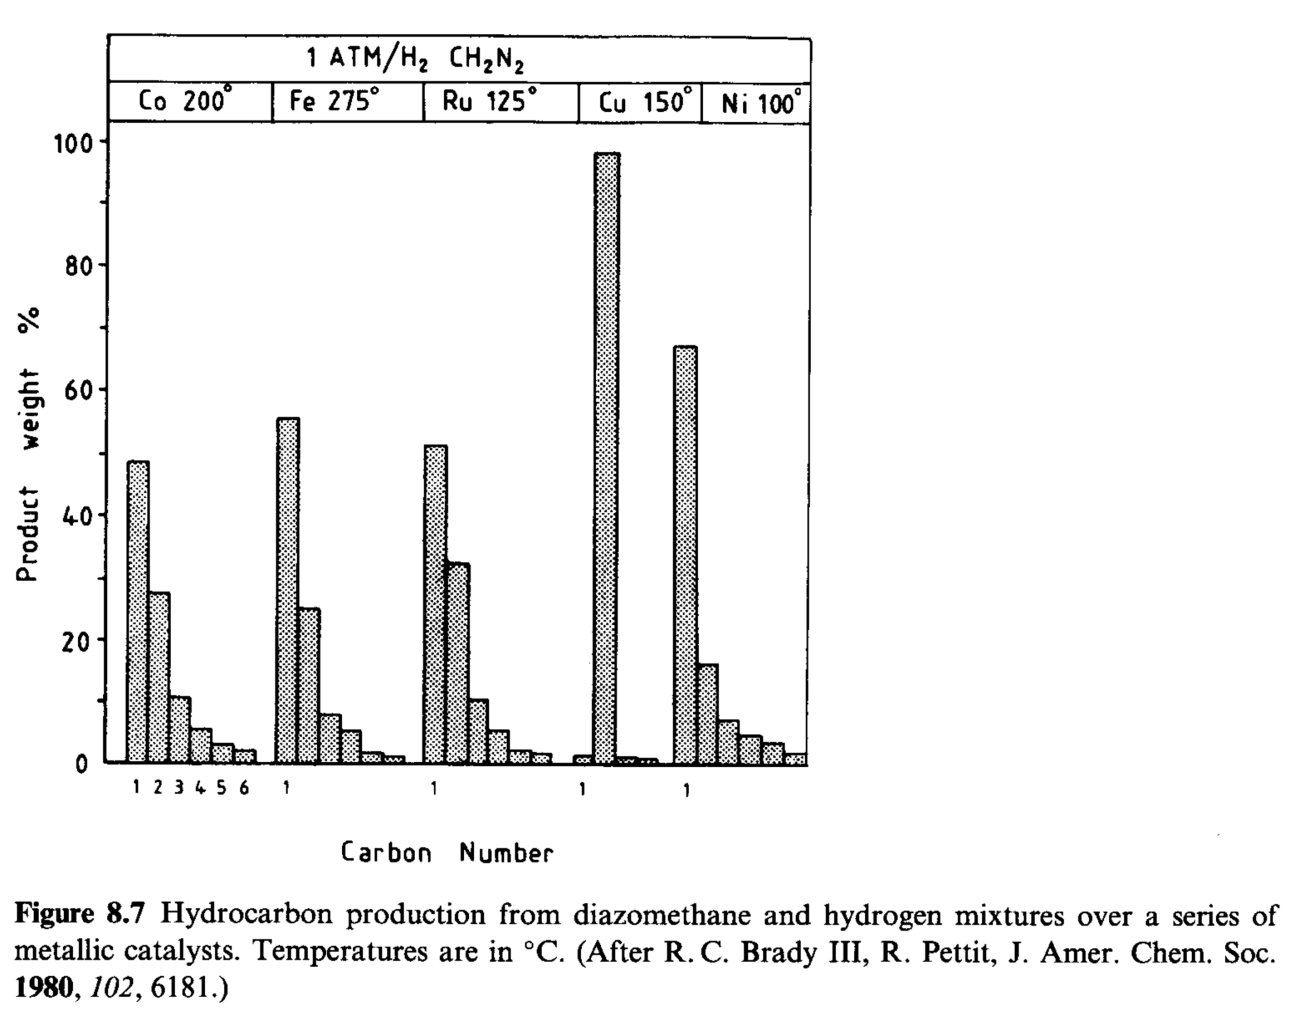 1 ATM/H₂ CH₂N₂
Co 200° Fe 275° Ru 125° Cu 150° Ni 100°
100
80
60
40
20
0
Product weight %
1 2 3 4 5 6 1 1 1 1
Carbon Number
Figure 8.7 Hydrocarbon production from diazomethane and hydrogen mixtures over a series of
metallic catalysts. Temperatures are in °C. (After R. C. Brady III, R. Pettit, J. Amer. Chem. Soc.
1980, 102, 6181.)